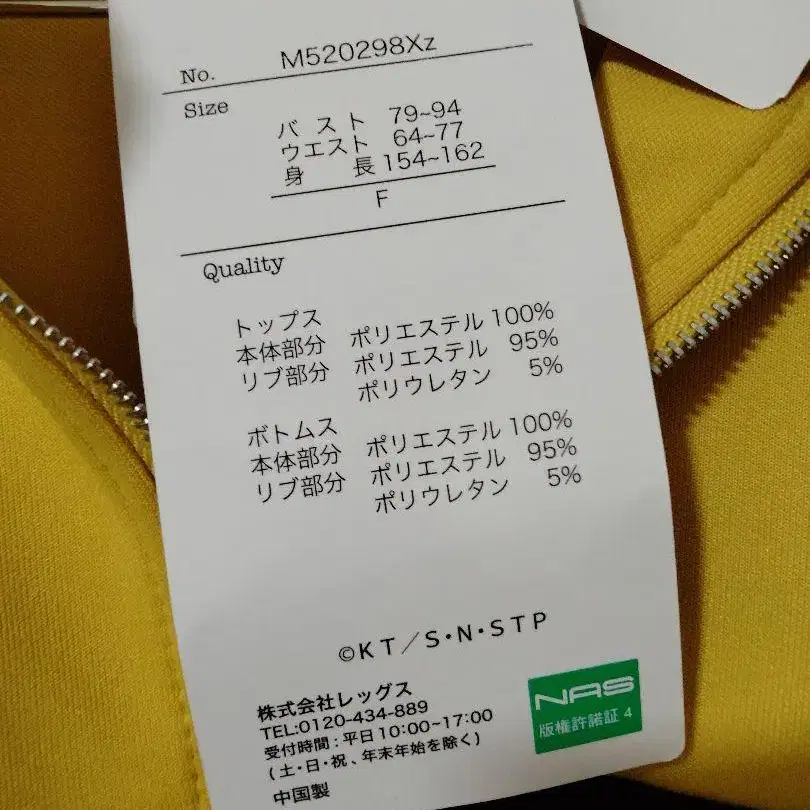 No. M520298Xz
Size
バスト 79~94
ウエスト 64~77
身長 154~162
F
Quality
トップス
本体部分 ポリエステル 100%
リブ部分 ポリエステル 95%
ポリウレタン 5%
ボトムス
本体部分 ポリエステル 100%
リブ部分 ポリエステル 95%
ポリウレタン 5%
©KT/S・N・STP
株式会社レッグス
TEL:0120-434-889
受付時間:平日10:00~17:00
(土・日・祝、年末年始を除く)
中国製
NAS
版権許諾証 4